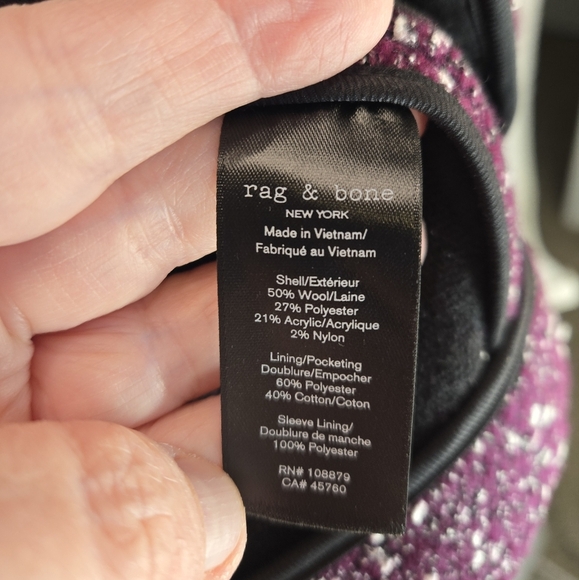 rag & bone
NEW YORK
Made in Vietnam/
Fabriqué au Vietnam
Shell/Extérieur
50% Wool/Laine
27% Polyester
21% Acrylic/Acrylique
2% Nylon
Lining/Pocketing
Doublure/Empocher
60% Polyester
40% Cotton/Coton
Sleeve Lining/
Doublure de manche
100% Polyester
RN# 108879
CA# 45760